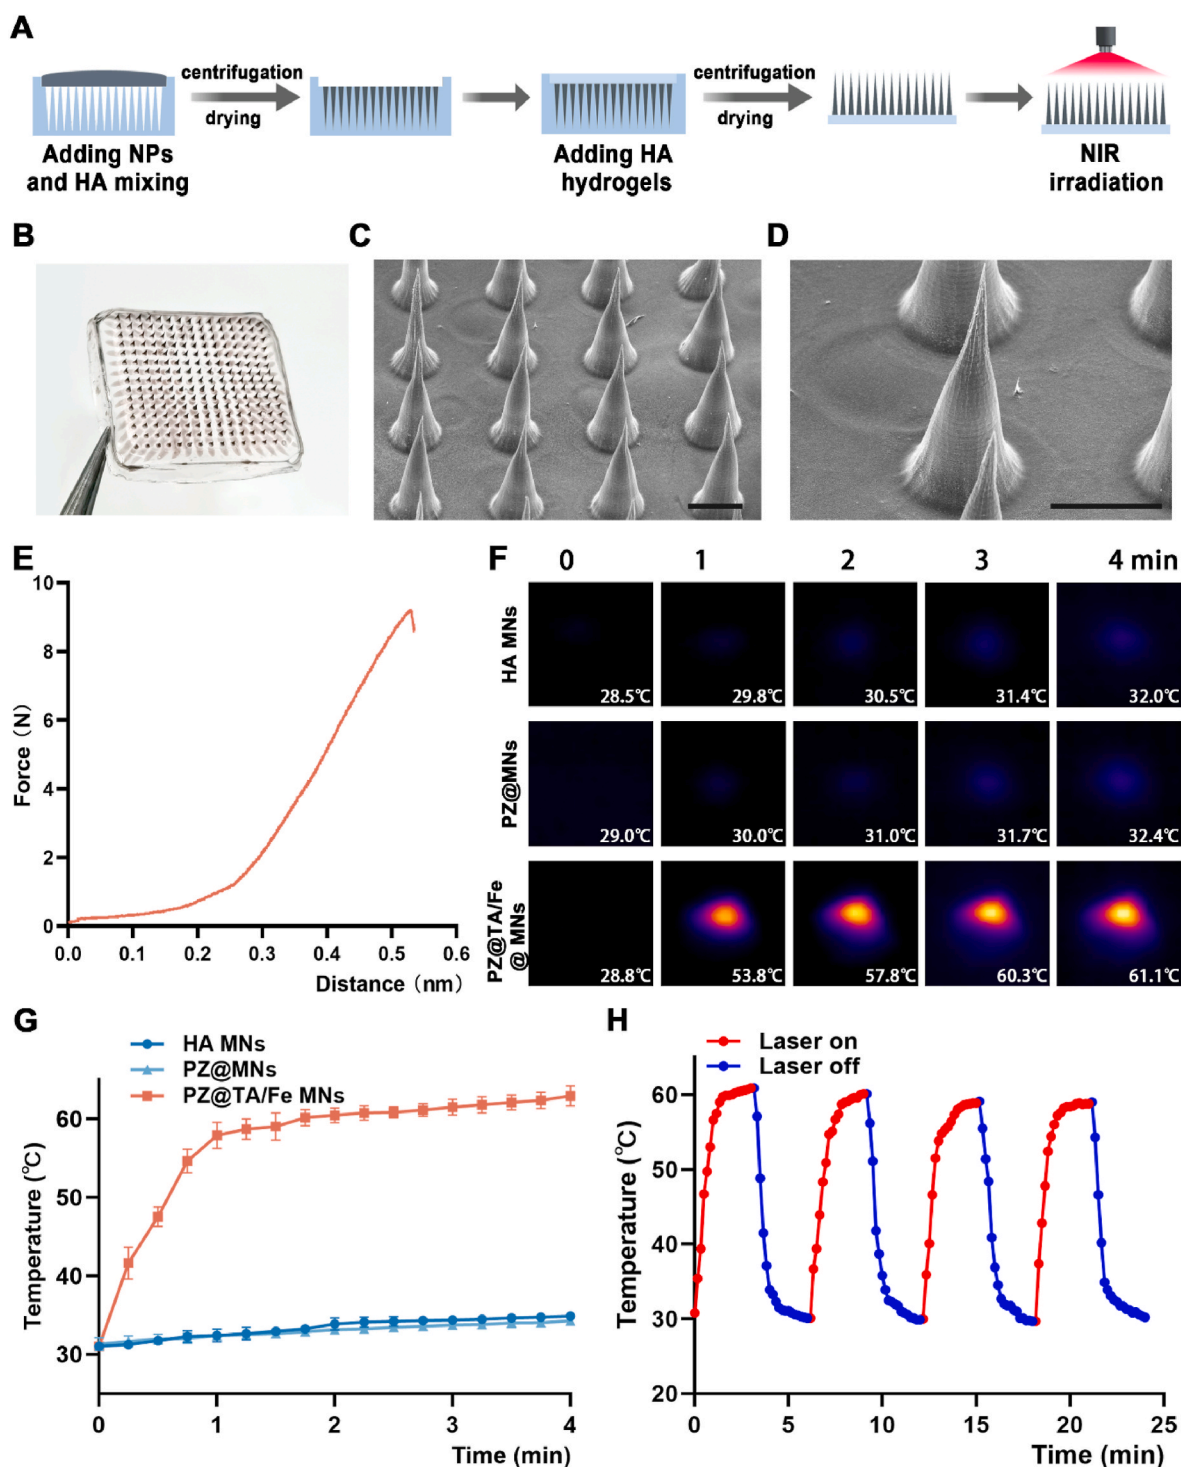 A
centrifugation
drying
centrifugation
drying
Adding NPs
and HA mixing
Adding HA
hydrogels
NIR
irradiation
B
C
D
E
10
8
6
4
2
0
Force (N)
0.0 0.1 0.2 0.3 0.4 0.5 0.6
Distance (nm)
F
0 1 2 3 4 min
HA MNs
28.5℃ 29.8℃ 30.5℃ 31.4℃ 32.0℃
PZ@MNs
29.0℃ 30.0℃ 31.0℃ 31.7℃ 32.4℃
PZ@TA/Fe
@ MNs
28.8℃ 53.8℃ 57.8℃ 60.3℃ 61.1℃
G
HA MNs
PZ@MNs
PZ@TA/Fe MNs
60
50
40
30
Temperature (℃)
0 1 2 3 4
Time (min)
H
Laser on
Laser off
60
50
40
30
20
Temperature (℃)
0 5 10 15 20 25
Time (min)